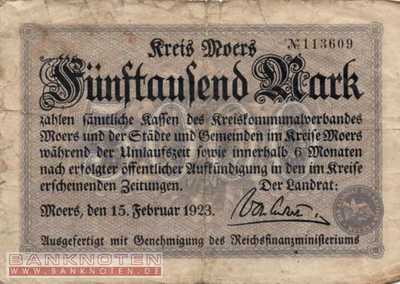 Kreis Moers
№113609
Fünftausend Mark
zahlen sämtliche Kassen des Kreiskommunalverbandes
Moers und der Städte und Gemeinden im Kreise Moers
während der Umlaufszeit sowie innerhalb 6 Monaten
nach erfolgter öffentlicher Aufkündigung in den im Kreise
erscheinenden Zeitungen. Der Landrat:
Moers, den 15. Februar 1923.
Ausgefertigt mit Genehmigung des Reichsfinanzministeriums
BANKNOTEN
WWW.BANKNOTEN.DE